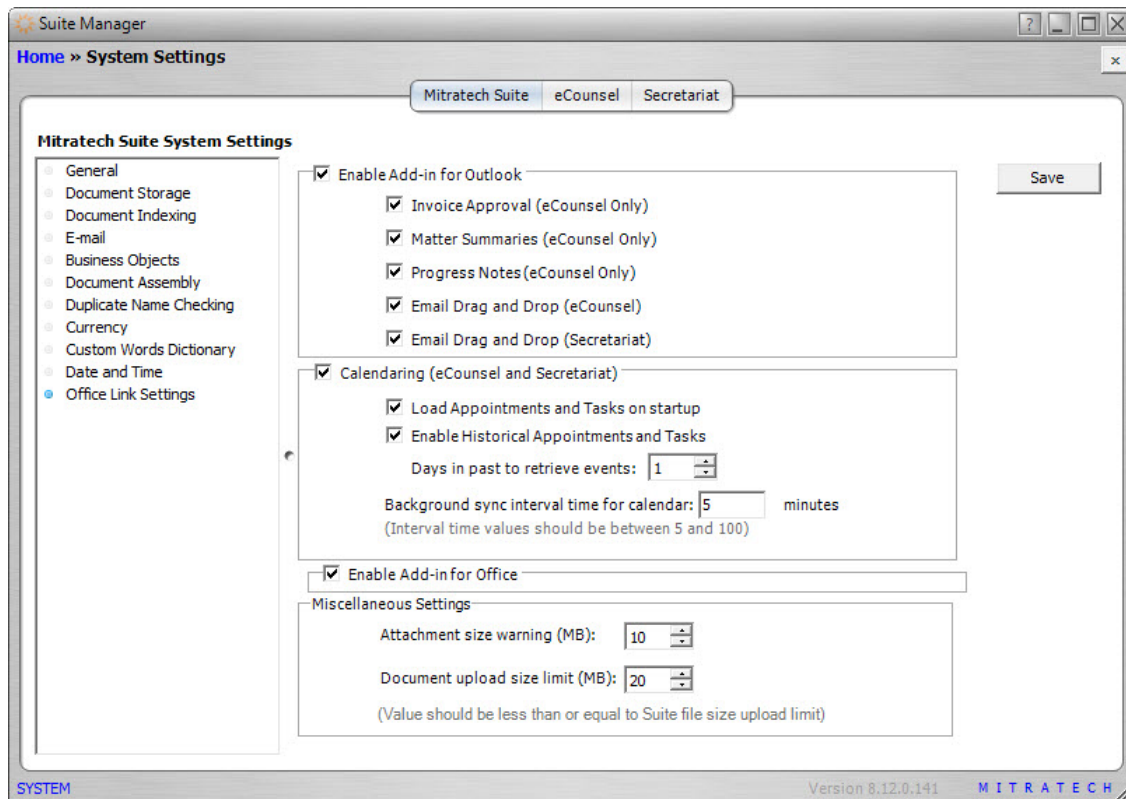 Suite Manager
?
Home » System Settings
x
Mitratech Suite eCounsel Secretariat
Mitratech Suite System Settings
General
Document Storage
Document Indexing
E-mail
Business Objects
Document Assembly
Duplicate Name Checking
Currency
Custom Words Dictionary
Date and Time
Office Link Settings
Enable Add-in for Outlook
Invoice Approval (eCounsel Only)
Matter Summaries (eCounsel Only)
Progress Notes (eCounsel Only)
Email Drag and Drop (eCounsel)
Email Drag and Drop (Secretariat)
Calendaring (eCounsel and Secretariat)
Load Appointments and Tasks on startup
Enable Historical Appointments and Tasks
Days in past to retrieve events: 1
Background sync interval time for calendar: 5 minutes
(Interval time values should be between 5 and 100)
Enable Add-in for Office
Miscellaneous Settings
Attachment size warning (MB): 10
Document upload size limit (MB): 20
(Value should be less than or equal to Suite file size upload limit)
Save
SYSTEM Version 8.12.0.141 MITRATECH